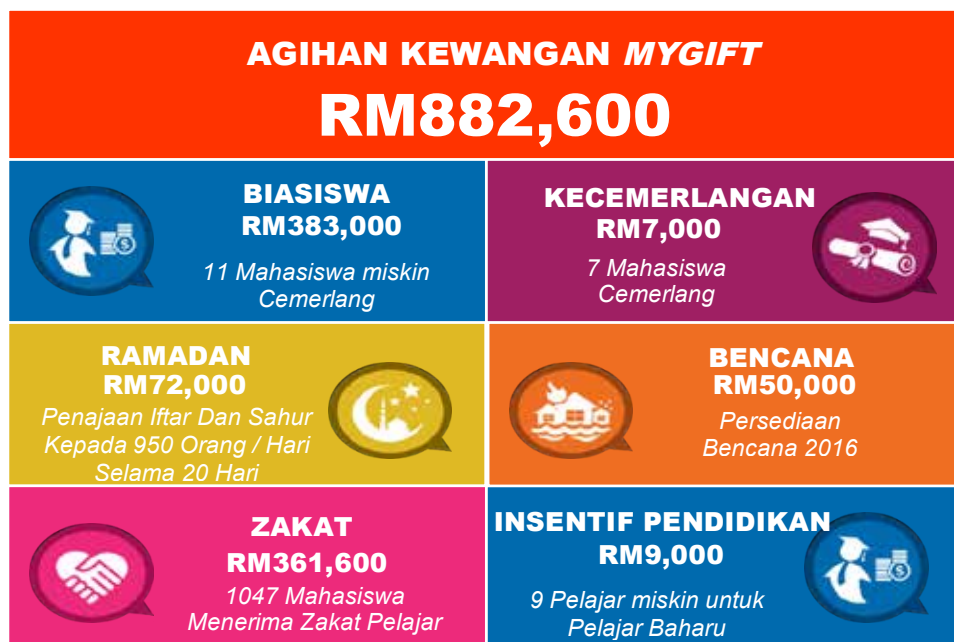 AGIHAN KEWANGAN MYGIFT
RM882,600
BIASISWA
RM383,000
11 Mahasiswa miskin
Cemerlang
KECEMERLANGAN
RM7,000
7 Mahasiswa
Cemerlang
RAMADAN
RM72,000
Penajaan Iftar Dan Sahur
Kepada 950 Orang / Hari
Selama 20 Hari
BENCANA
RM50,000
Persediaan
Bencana 2016
ZAKAT
RM361,600
1047 Mahasiswa
Menerima Zakat Pelajar
INSENTIF PENDIDIKAN
RM9,000
9 Pelajar miskin untuk
Pelajar Baharu